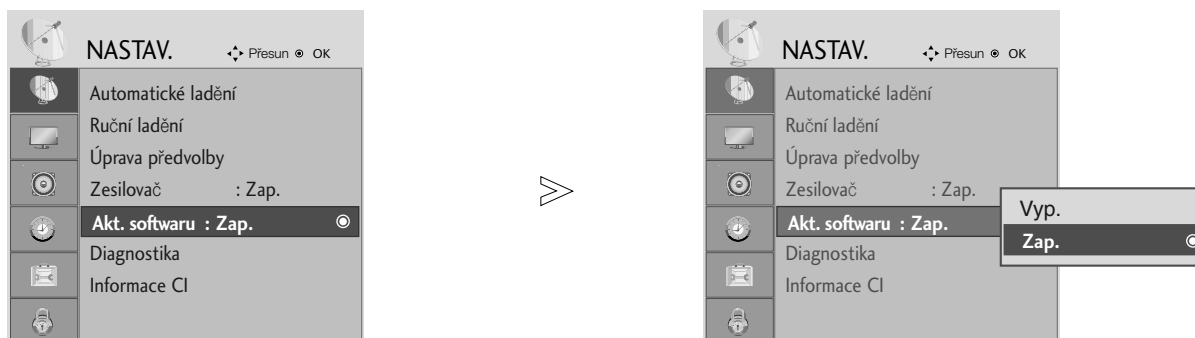 NASTAV. Přesun OK
Automatické ladění
Ruční ladění
Úprava předvolby
Zesilovač : Zap.
Akt. softwaru : Zap.
Diagnostika
Informace CI
NASTAV. Přesun OK
Automatické ladění
Ruční ladění
Úprava předvolby
Zesilovač : Zap.
Akt. softwaru : Zap.
Diagnostika
Informace CI
Vyp.
Zap.